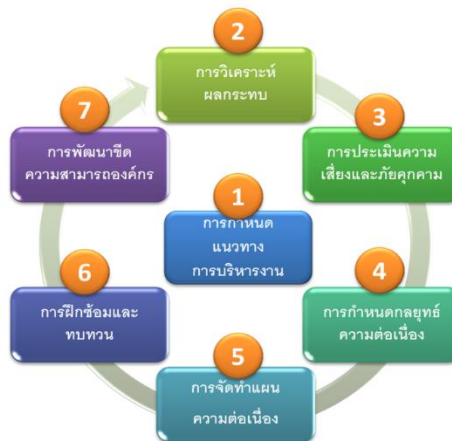 2
การวิเคราะห์
ผลกระทบ
3
การประเมินความ
เสี่ยงและภัยคุกคาม
4
การกำหนดกลยุทธ์
ความต่อเนื่อง
5
การจัดทำแผน
ความต่อเนื่อง
6
การฝึกซ้อมและ
ทบทวน
7
การพัฒนาขีด
ความสามารถองค์กร
1
การกำหนด
แนวทาง
การบริหารงาน